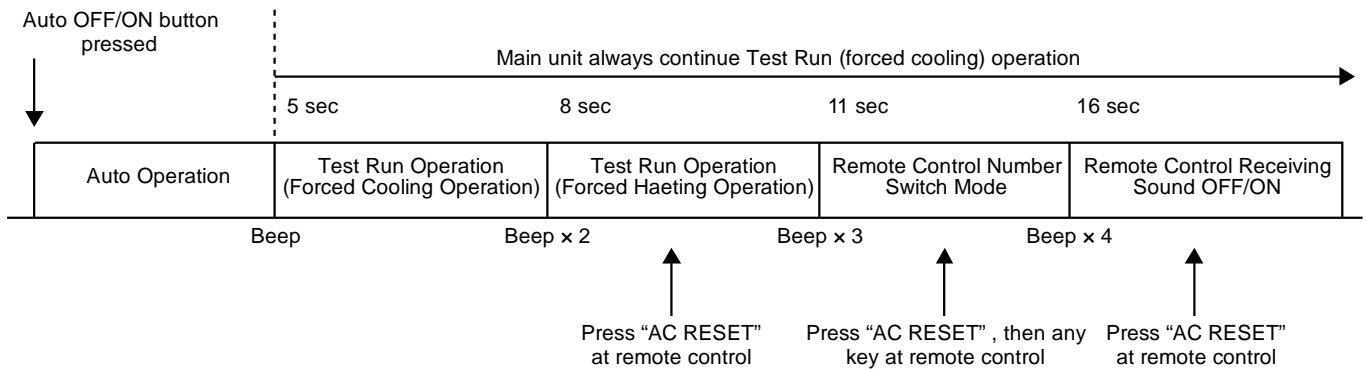 Auto OFF/ON button
pressed
Main unit always continue Test Run (forced cooling) operation
5 sec
8 sec
11 sec
16 sec
Auto Operation
Test Run Operation
(Forced Cooling Operation)
Test Run Operation
(Forced Haeting Operation)
Remote Control Number
Switch Mode
Remote Control Receiving
Sound OFF/ON
Beep
Beep × 2
Beep × 3
Beep × 4
Press “AC RESET”
at remote control
Press “AC RESET” , then any
key at remote control
Press “AC RESET”
at remote control